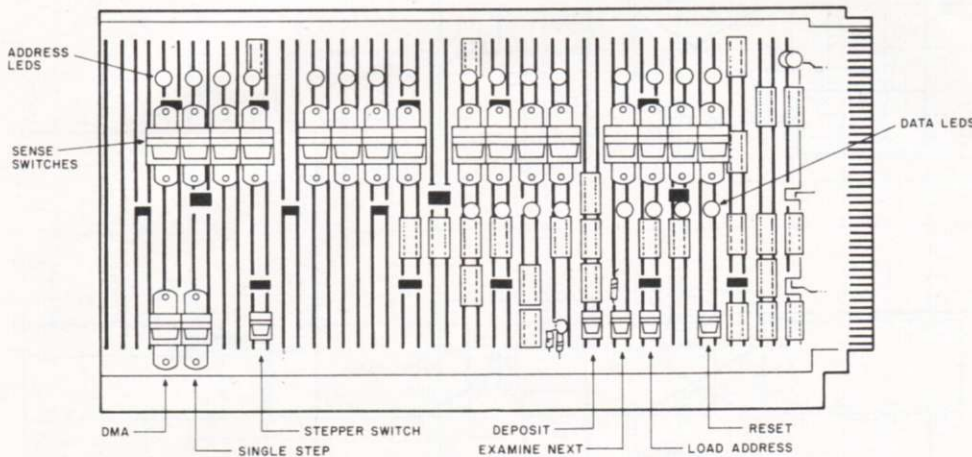 ADDRESS
LEDS
SENSE
SWITCHES
DATA LEDS
DMA
SINGLE STEP
STEPPER SWITCH
DEPOSIT
EXAMINE NEXT
LOAD ADDRESS
RESET